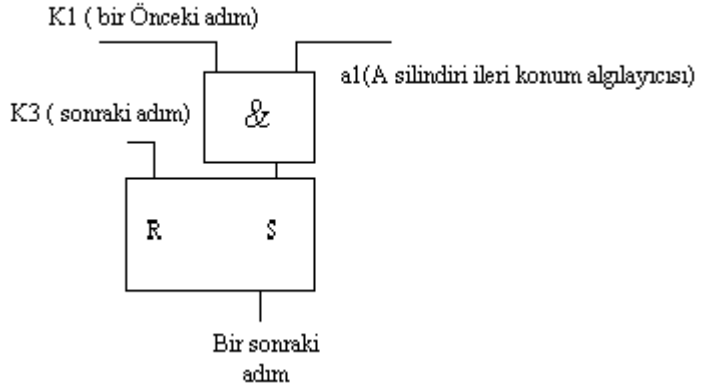 K1 ( bir Önceki adım)
a1(A silindiri ileri konum algılayıcısı)
&
K3 ( sonraki adım)
R S
Bir sonraki
adım